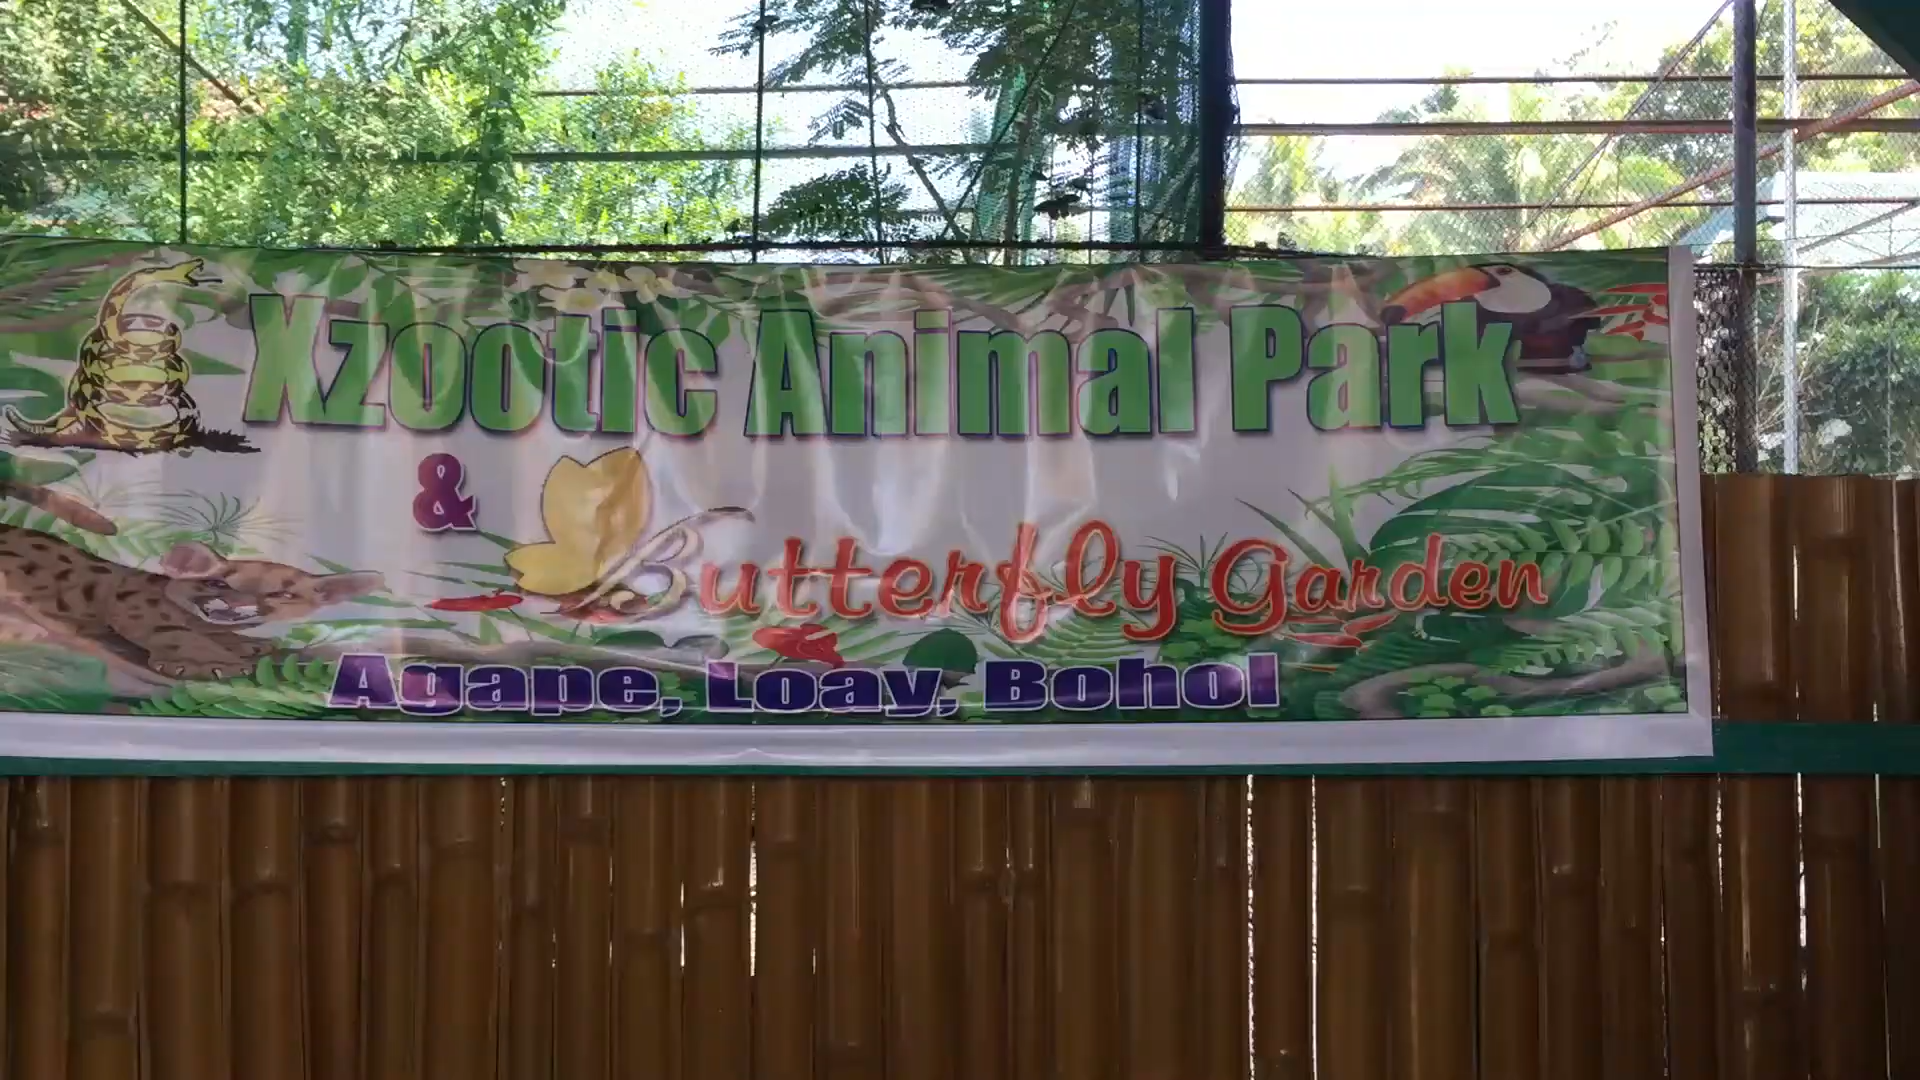 Xzootic Animal Park
& Butterfly Garden
Agape, Loay, Bohol